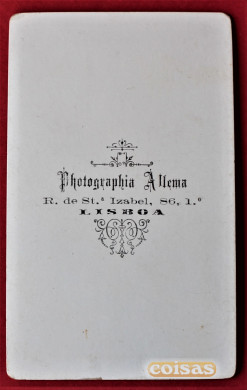 Photographia Allema
R. de St.ª Izabel, 86, 1.º
LISBOA
coisas